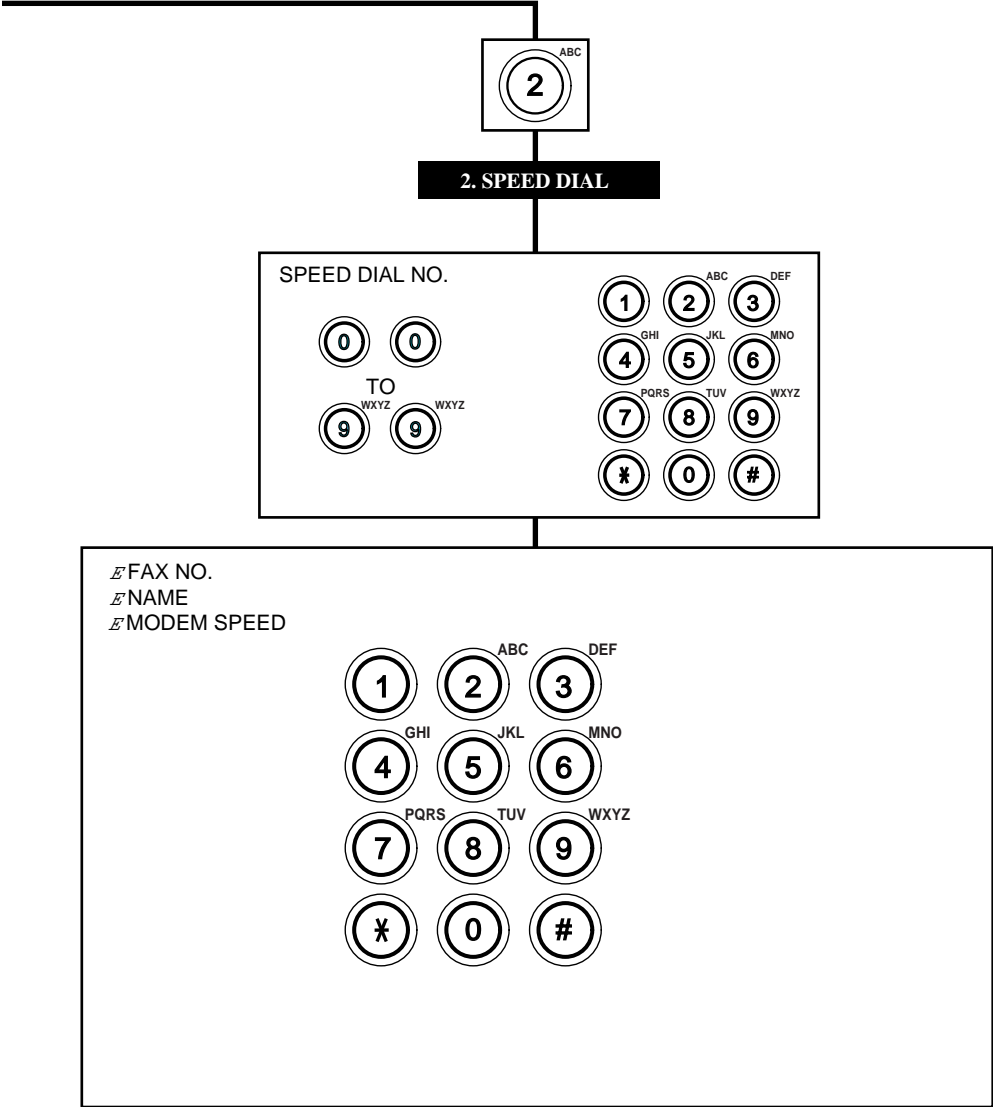 ABC
2
2. SPEED DIAL
SPEED DIAL NO.
0 0
TO
WXYZ WXYZ
9 9
ABC DEF
1 2 3
GHI JKL MNO
4 5 6
PQRS TUV WXYZ
7 8 9
* 0 #
E FAX NO.
E NAME
E MODEM SPEED
ABC DEF
1 2 3
GHI JKL MNO
4 5 6
PQRS TUV WXYZ
7 8 9
* 0 #